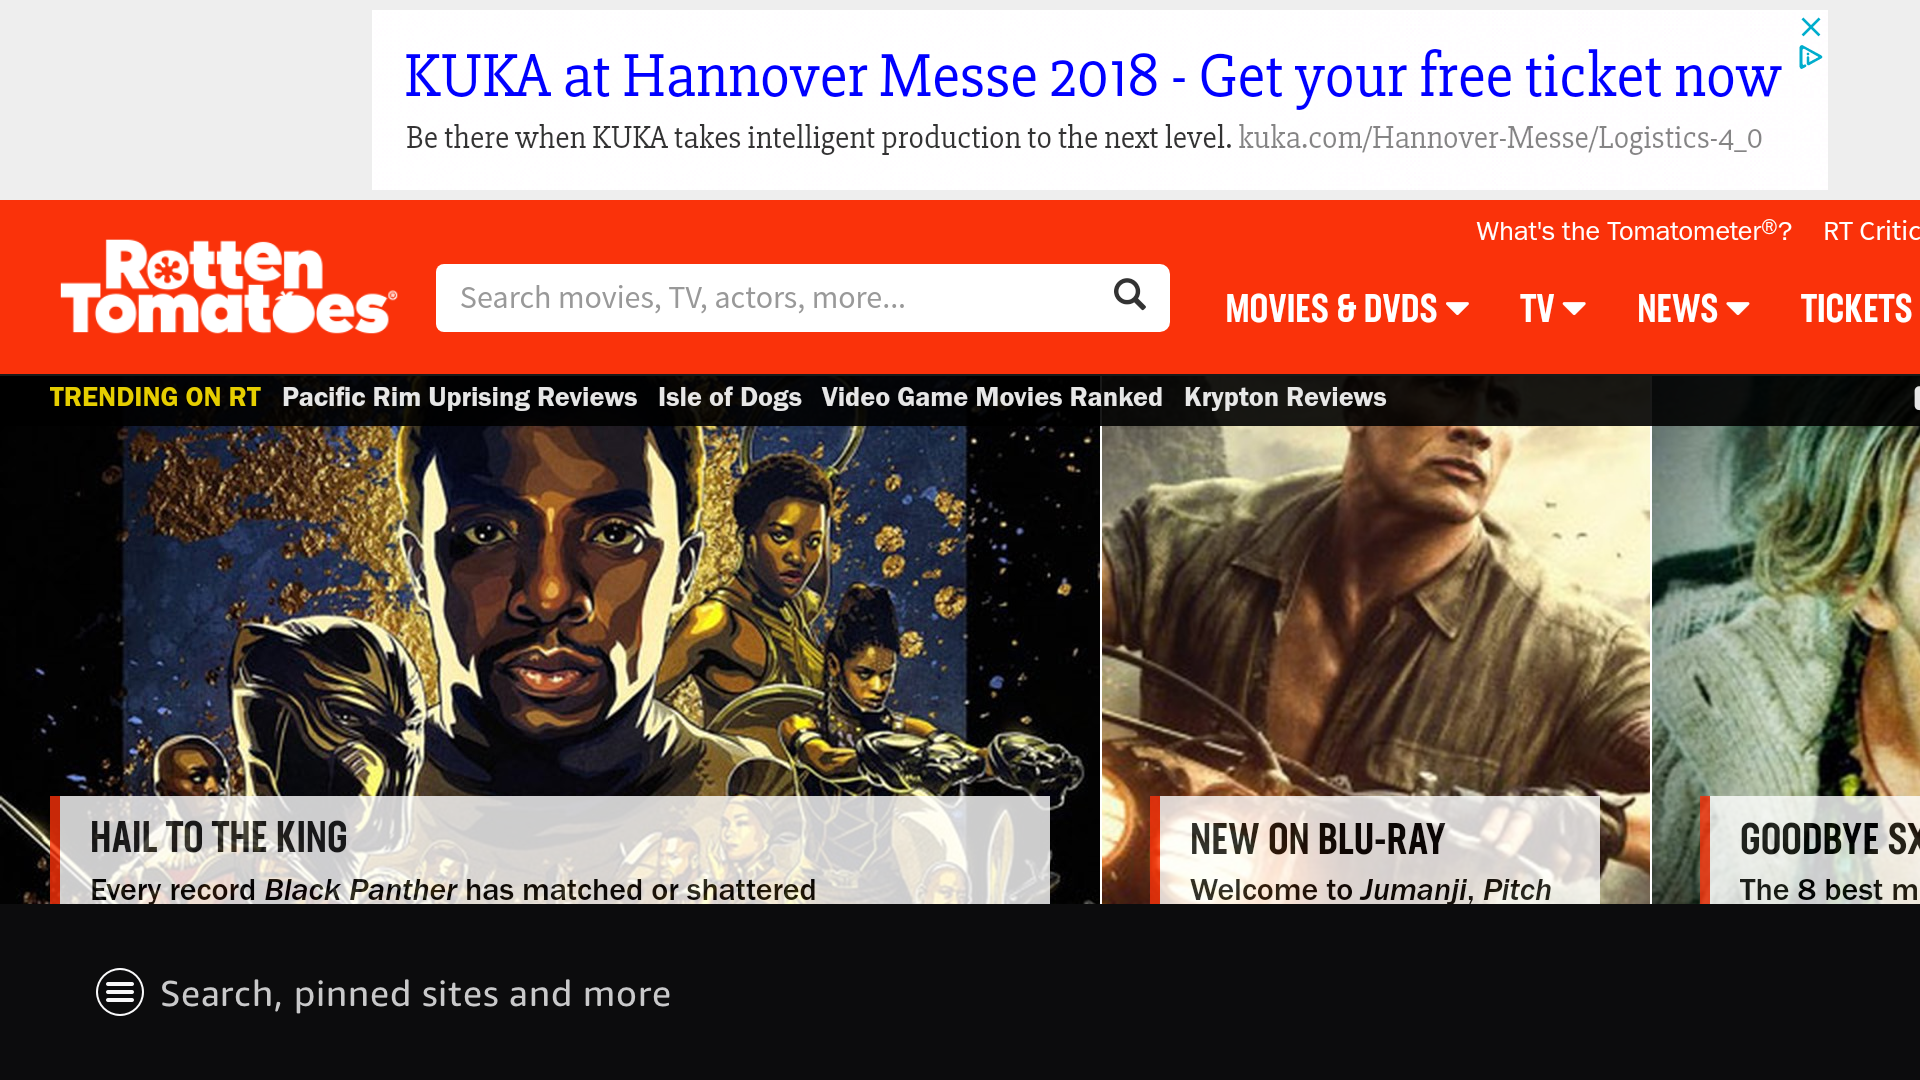 KUKA at Hannover Messe 2018 - Get your free ticket now
Be there when KUKA takes intelligent production to the next level. kuka.com/Hannover-Messe/Logistics-4_0
What's the Tomatometer®? RT Critic
Rotten
Tomatoes®
Search movies, TV, actors, more...
MOVIES & DVDS TV NEWS TICKETS
TRENDING ON RT Pacific Rim Uprising Reviews Isle of Dogs Video Game Movies Ranked Krypton Reviews
HAIL TO THE KING
Every record Black Panther has matched or shattered
NEW ON BLU-RAY
Welcome to Jumanji, Pitch
GOODBYE SX
The 8 best m
Search, pinned sites and more